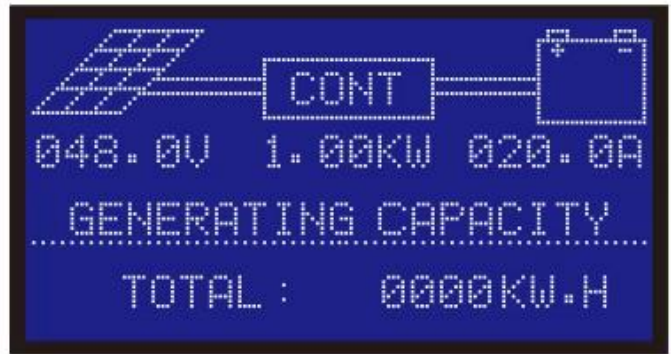 CONT
+ -
048.0V 1.00KW 020.0A
GENERATING CAPACITY
TOTAL: 0000KW.H